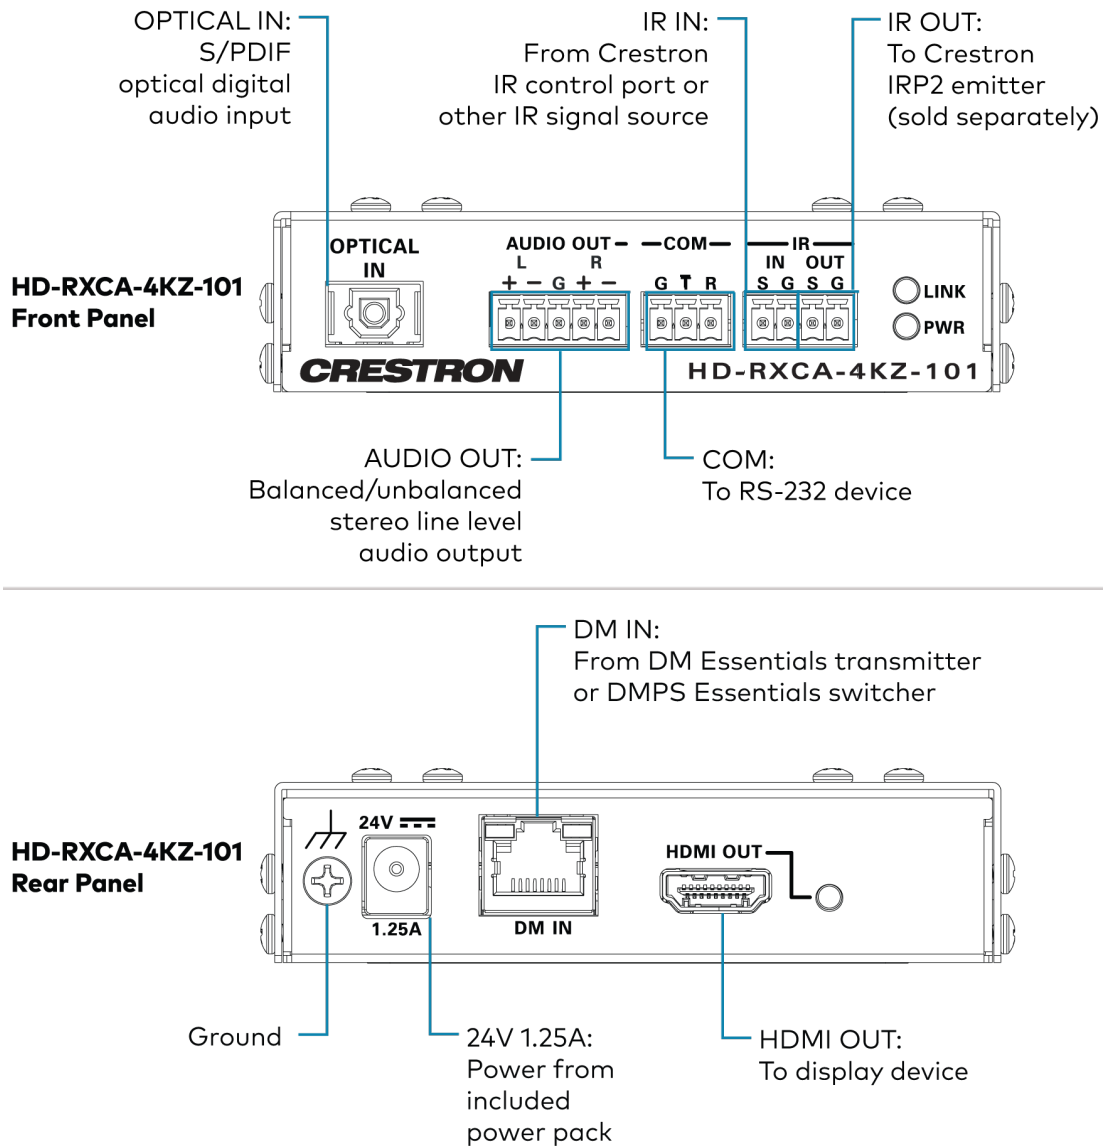 OPTICAL IN:
S/PDIF
optical digital
audio input
IR IN:
From Crestron
IR control port or
other IR signal source
IR OUT:
To Crestron
IRP2 emitter
(sold separately)
HD-RXCA-4KZ-101
Front Panel
OPTICAL
IN
AUDIO OUT
L R
+ − G + −
COM
G T R
IR
IN OUT
S G S G
LINK
PWR
CRESTRON
HD-RXCA-4KZ-101
AUDIO OUT:
Balanced/unbalanced
stereo line level
audio output
COM:
To RS-232 device
DM IN:
From DM Essentials transmitter
or DMPS Essentials switcher
HD-RXCA-4KZ-101
Rear Panel
24V
1.25A
DM IN
HDMI OUT
Ground
24V 1.25A:
Power from
included
power pack
HDMI OUT:
To display device